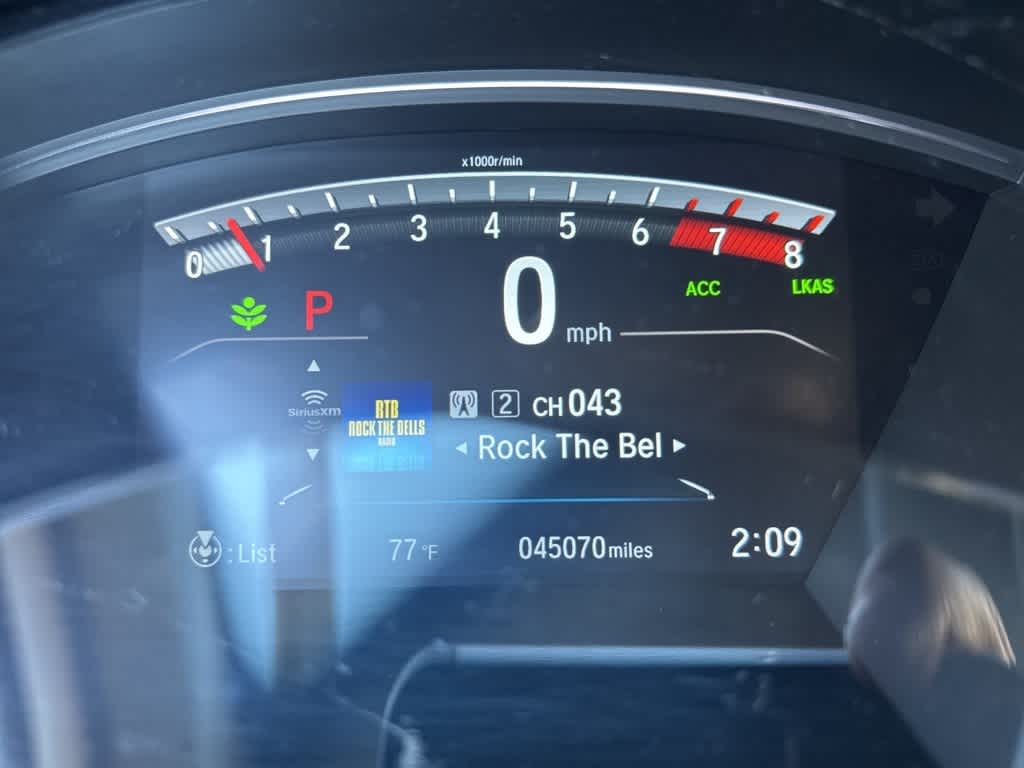 x1000r/min
0 1 2 3 4 5 6 7 8
ACC LKAS
P
0 mph
SiriusXM
RTB
ROCK THE BELLS
RADIO
2 CH 043
Rock The Bel
: List 77 °F 045070 miles 2:09